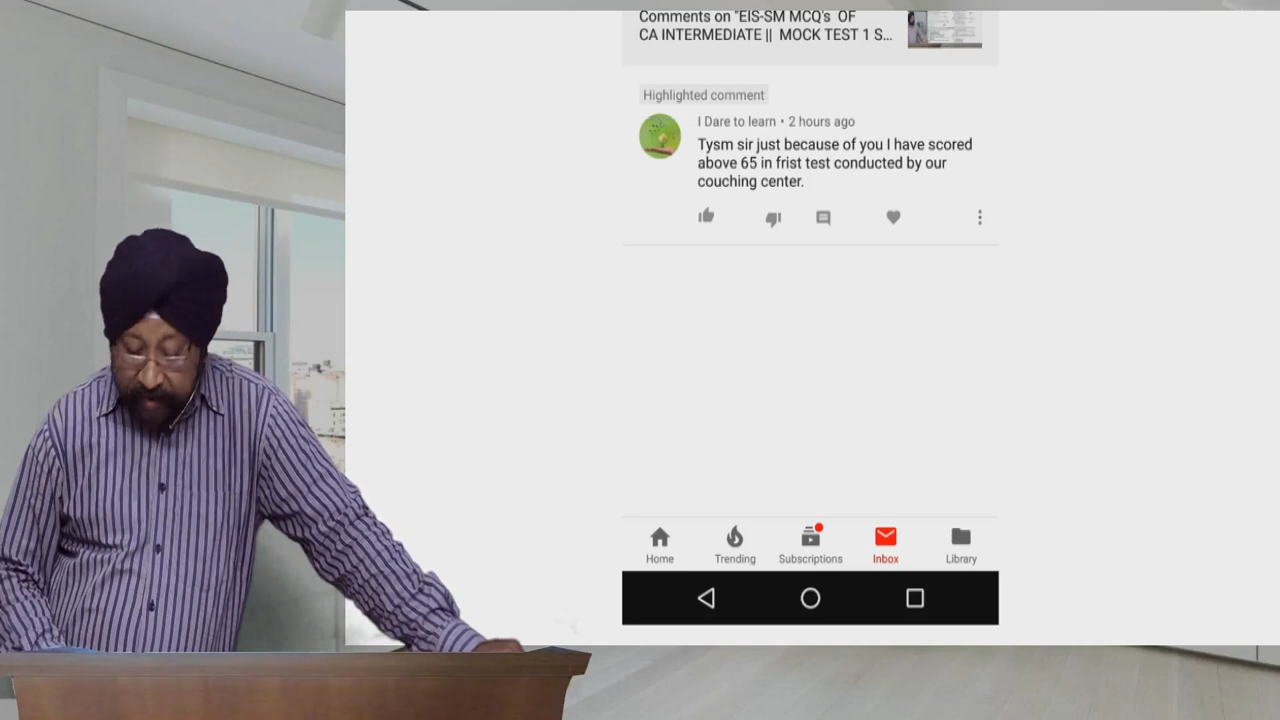 Comments on "EIS-SM MCQ's OF
CA INTERMEDIATE || MOCK TEST 1 S...
Highlighted comment
I Dare to learn • 2 hours ago
Tysm sir just because of you I have scored
above 65 in frist test conducted by our
couching center.
Home Trending Subscriptions Inbox Library